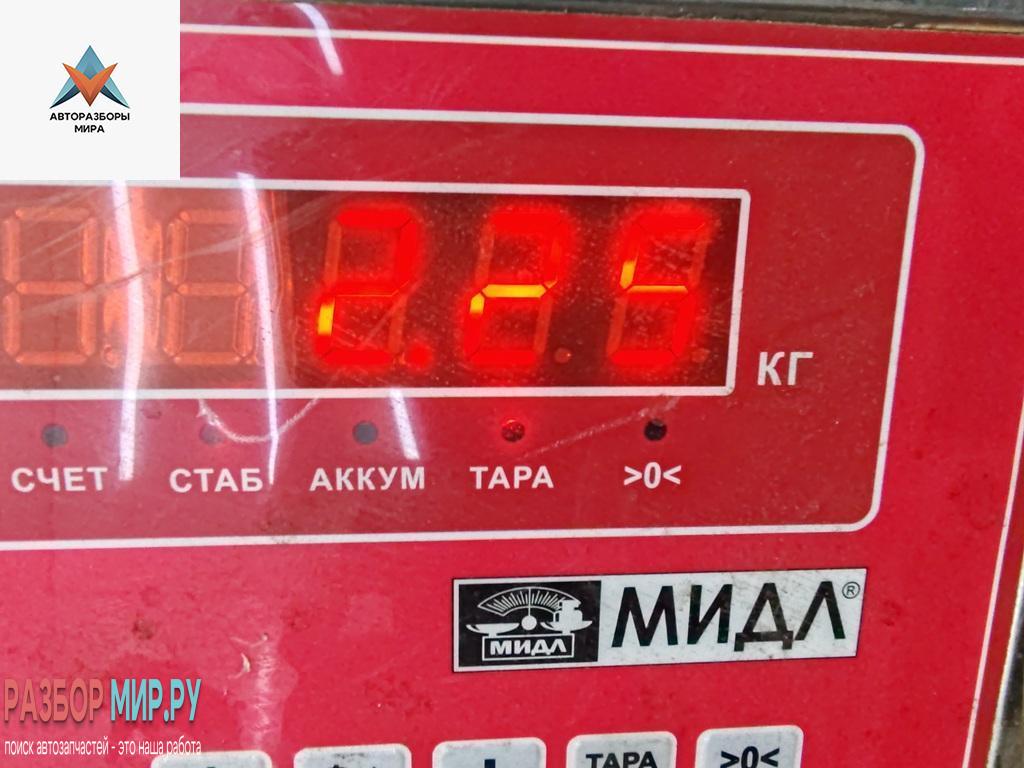 АВТОРАЗБОРЫ
МИРА
2.25
КГ
СЧЕТ СТАБ АККУМ ТАРА >0<
МИДЛ МИДЛ®
РАЗБОР МИР.РУ
поиск автозапчастей - это наша работа
ТАРА >0<